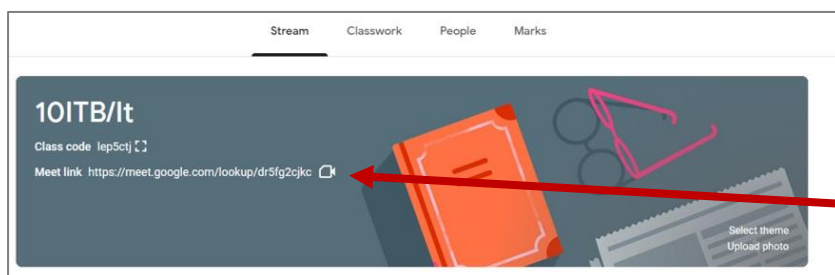 Stream Classwork People Marks
10ITB/It
Class code lep5ctj
Meet link https://meet.google.com/lookup/dr5fg2cjkc
Select theme
Upload photo